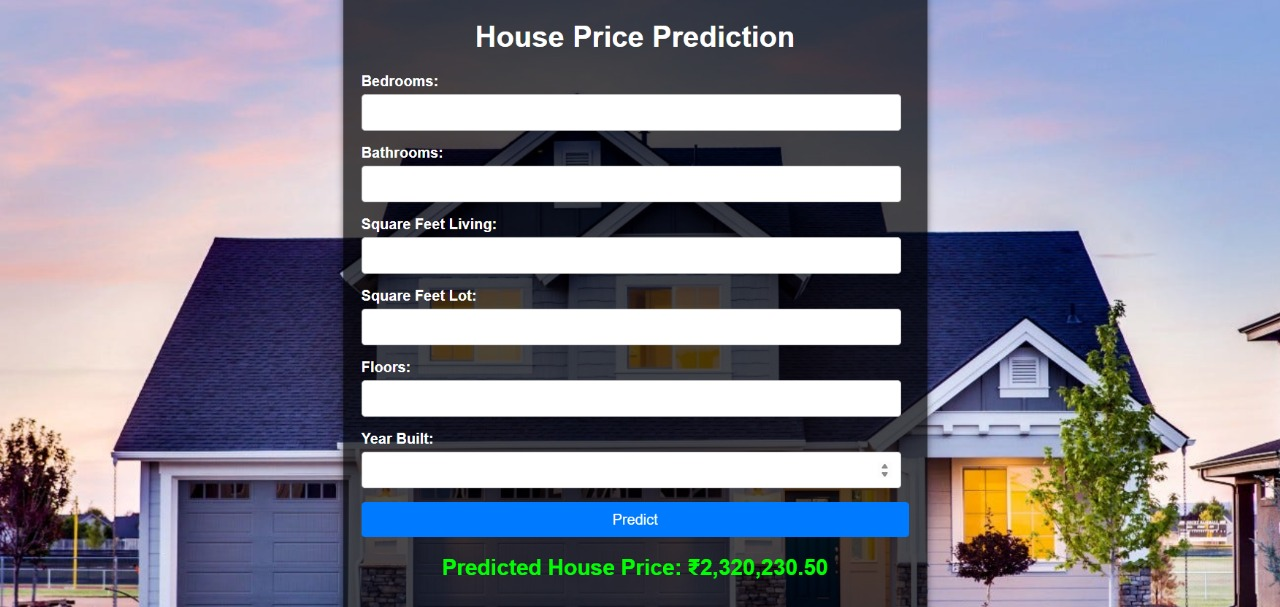 House Price Prediction
Bedrooms:
Bathrooms:
Square Feet Living:
Square Feet Lot:
Floors:
Year Built:
Predict
Predicted House Price: ₹2,320,230.50